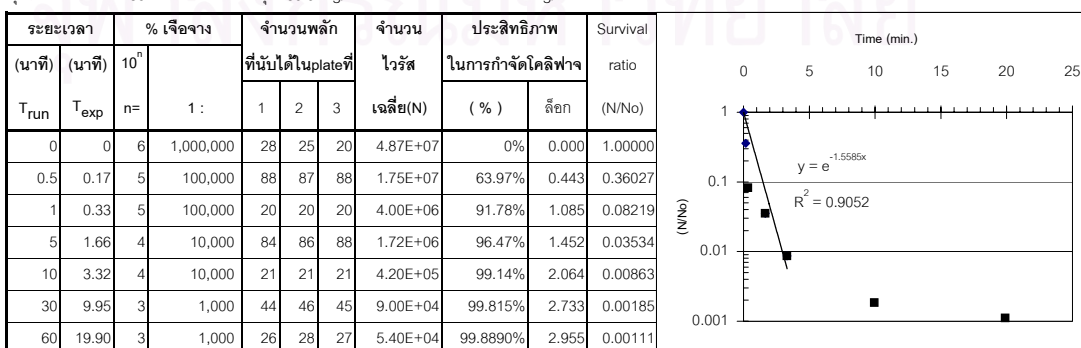 ระยะเวลา % เจือจาง จำนวนพลัก จำนวน ประสิทธิภาพ Survival
(นาที) (นาที) 10^n ที่นับได้ในplateที่ ไวรัส ในการกำจัดโคลิฟาจ ratio
Trun Texp n= 1 : 1 2 3 เฉลี่ย(N) ( % ) ล็อก (N/No)
0 0 6 1,000,000 28 25 20 4.87E+07 0% 0.000 1.00000
0.5 0.17 5 100,000 88 87 88 1.75E+07 63.97% 0.443 0.36027
1 0.33 5 100,000 20 20 20 4.00E+06 91.78% 1.085 0.08219
5 1.66 4 10,000 84 86 88 1.72E+06 96.47% 1.452 0.03534
10 3.32 4 10,000 21 21 21 4.20E+05 99.14% 2.064 0.00863
30 9.95 3 1,000 44 46 45 9.00E+04 99.815% 2.733 0.00185
60 19.90 3 1,000 26 28 27 5.40E+04 99.8890% 2.955 0.00111
Time (min.)
0 5 10 15 20 25
1
0.1
0.01
0.001
(N/No)
y = e^-1.5585x
R^2 = 0.9052